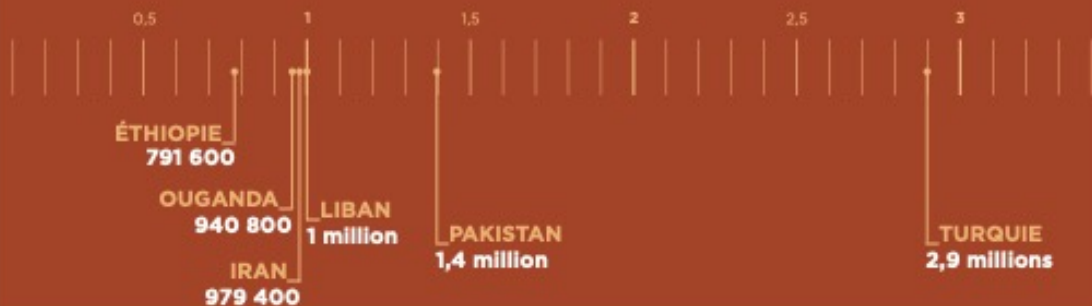 0,5 1 1,5 2 2,5 3
ÉTHIOPIE
791 600
OUGANDA
940 800
IRAN
979 400
LIBAN
1 million
PAKISTAN
1,4 million
TURQUIE
2,9 millions